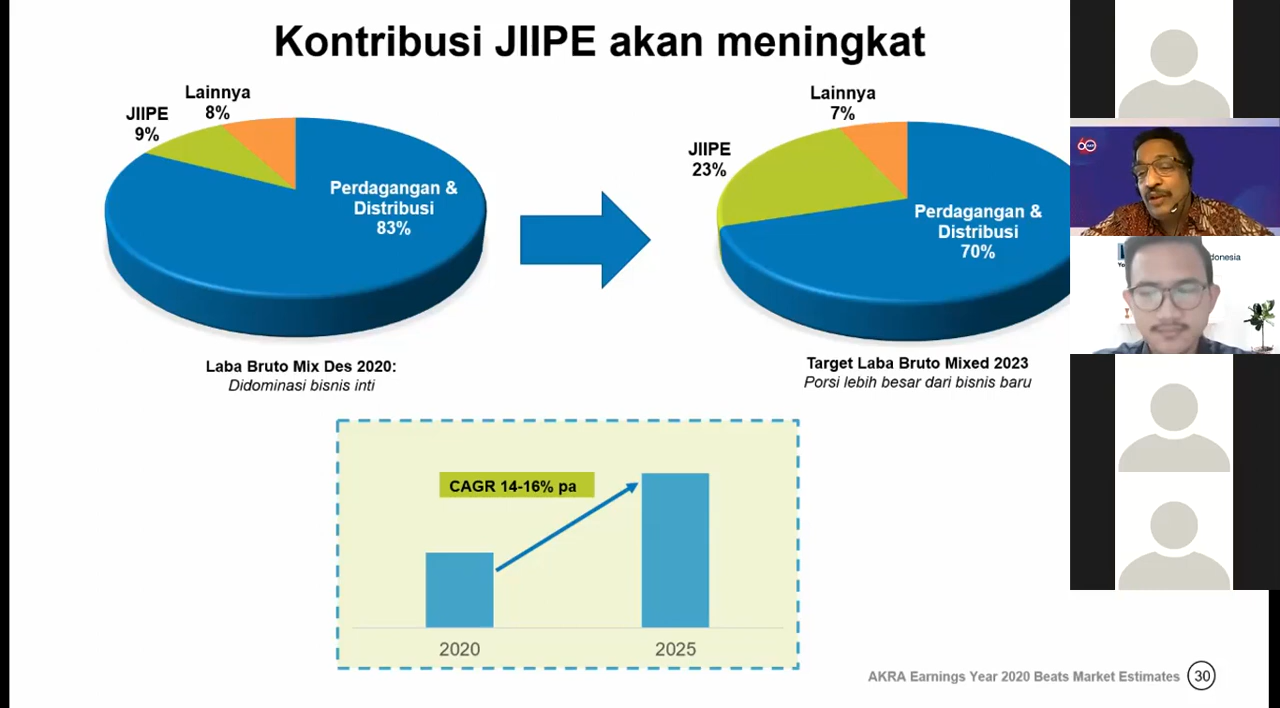 Kontribusi JIIPE akan meningkat
Lainnya
8%
JIIPE
9%
Perdagangan &
Distribusi
83%
Laba Bruto Mix Des 2020:
Didominasi bisnis inti
Lainnya
7%
JIIPE
23%
Perdagangan &
Distribusi
70%
Target Laba Bruto Mixed 2023
Porsi lebih besar dari bisnis baru
CAGR 14-16% pa
2020
2025
AKRA Earnings Year 2020 Beats Market Estimates
30